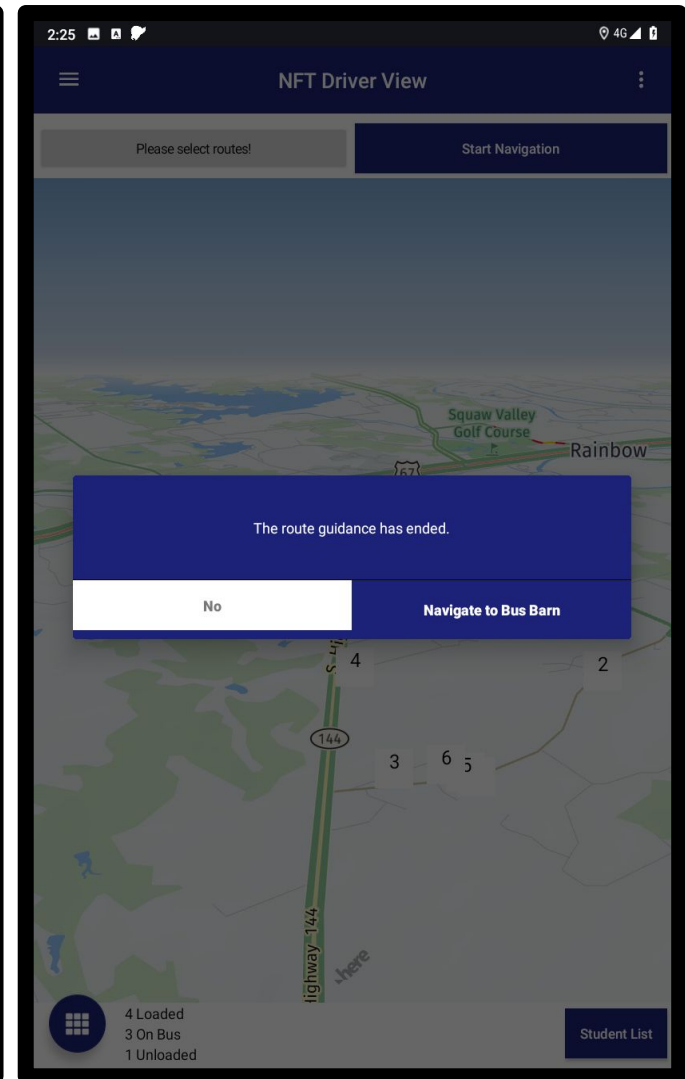 2:25
4G
NFT Driver View
Please select routes!
Start Navigation
Squaw Valley
Golf Course
Rainbow
67
The route guidance has ended.
No
Navigate to Bus Barn
4
2
144
3
6
5
Highway 144
here
4 Loaded
3 On Bus
1 Unloaded
Student List